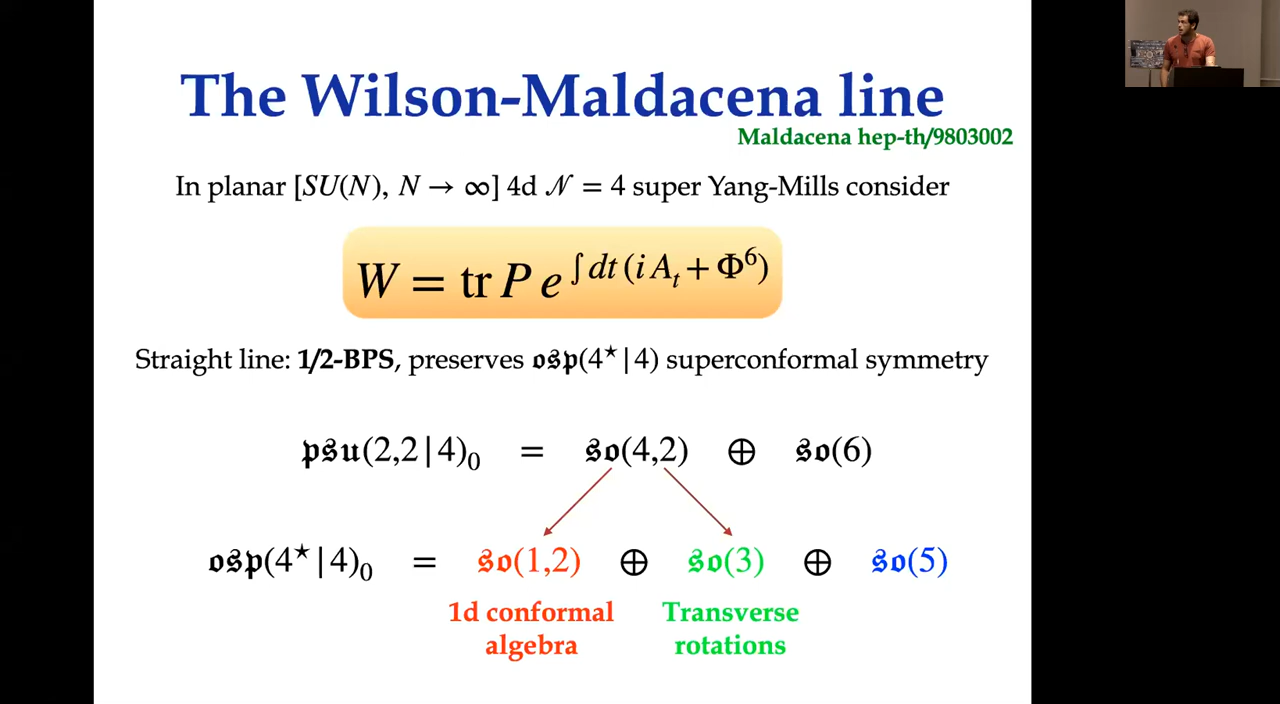 The Wilson-Maldacena line
Maldacena hep-th/9803002
In planar [SU(N), N → ∞] 4d 𝒩 = 4 super Yang-Mills consider
W = tr P e^{∫ dt (i A_t + Φ^6)}
Straight line: 1/2-BPS, preserves 𝔬𝔰𝔭(4^⋆|4) superconformal symmetry
𝔭𝔰𝔲(2,2|4)_0 = 𝔰𝔬(4,2) ⊕ 𝔰𝔬(6)
𝔬𝔰𝔭(4^⋆|4)_0 = 𝔰𝔬(1,2) ⊕ 𝔰𝔬(3) ⊕ 𝔰𝔬(5)
1d conformal algebra
Transverse rotations